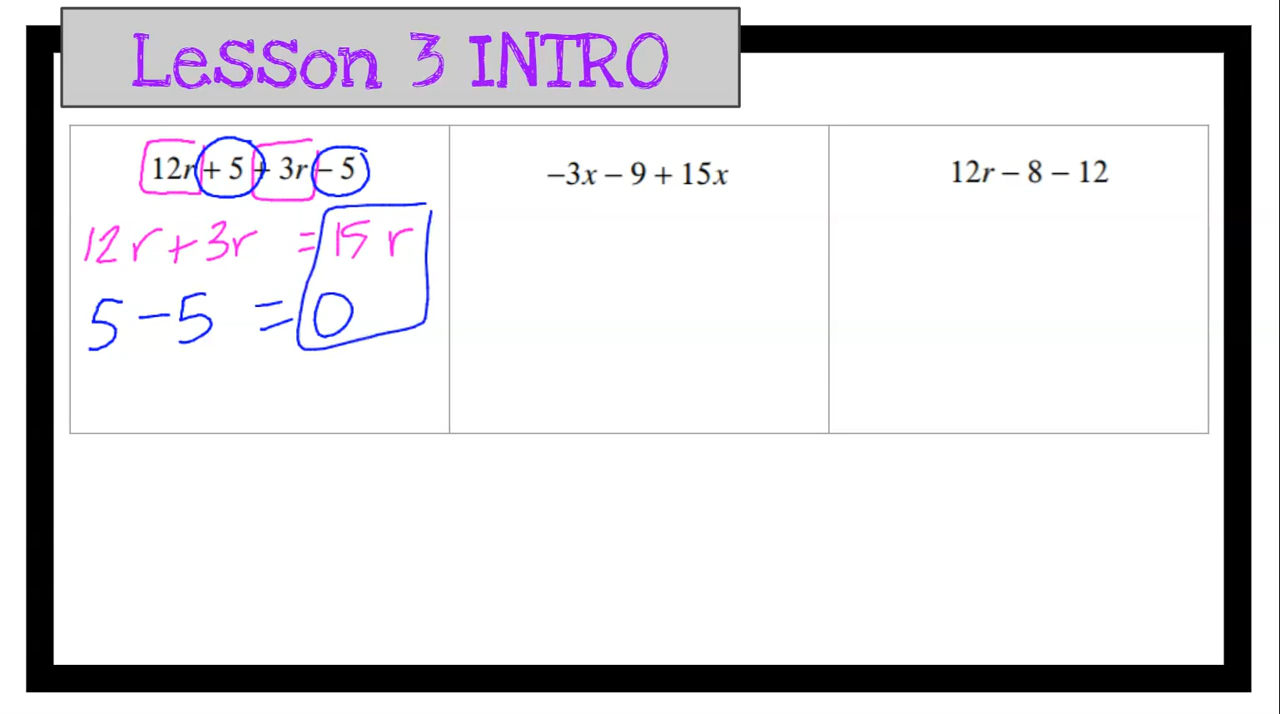 Lesson 3 INTRO
12r + 5 + 3r − 5
12r + 3r = 15r
5 − 5 = 0
−3x − 9 + 15x
12r − 8 − 12